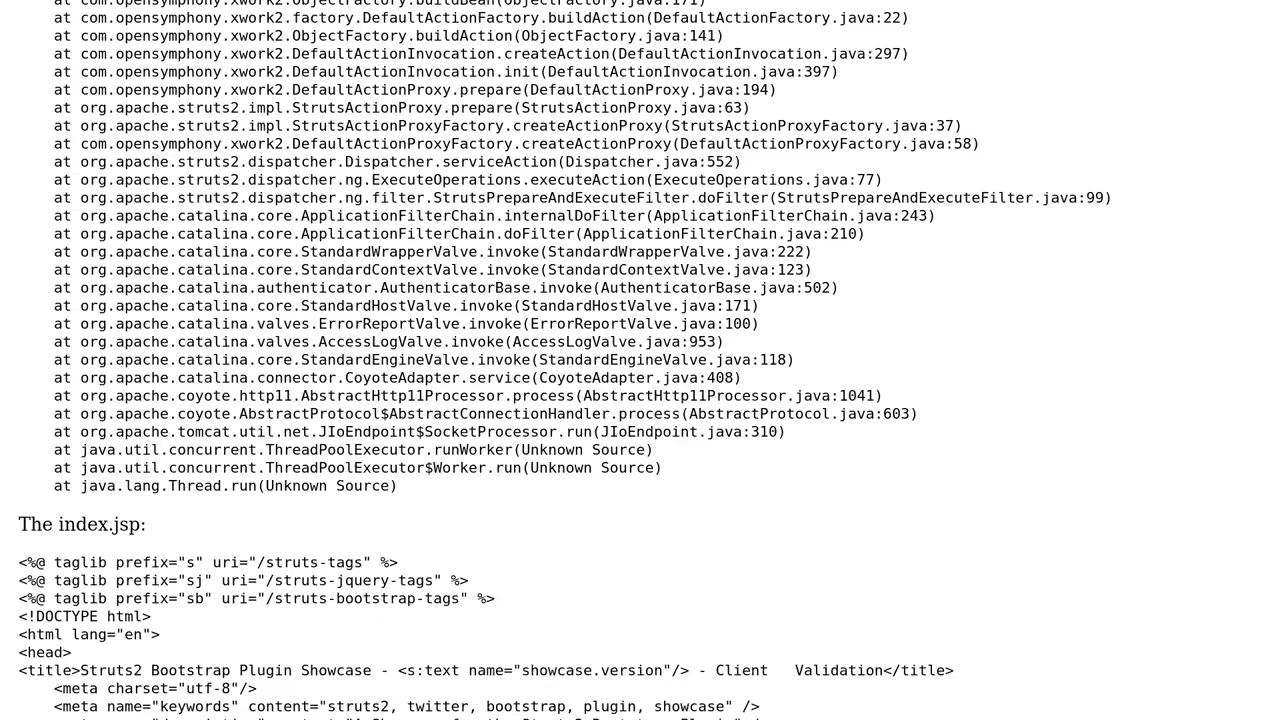 at com.opensymphony.xwork2.ObjectFactory.buildBean(ObjectFactory.java:171)
at com.opensymphony.xwork2.factory.DefaultActionFactory.buildAction(DefaultActionFactory.java:22)
at com.opensymphony.xwork2.ObjectFactory.buildAction(ObjectFactory.java:141)
at com.opensymphony.xwork2.DefaultActionInvocation.createAction(DefaultActionInvocation.java:297)
at com.opensymphony.xwork2.DefaultActionInvocation.init(DefaultActionInvocation.java:397)
at com.opensymphony.xwork2.DefaultActionProxy.prepare(DefaultActionProxy.java:194)
at org.apache.struts2.impl.StrutsActionProxy.prepare(StrutsActionProxy.java:63)
at org.apache.struts2.impl.StrutsActionProxyFactory.createActionProxy(StrutsActionProxyFactory.java:37)
at com.opensymphony.xwork2.DefaultActionProxyFactory.createActionProxy(DefaultActionProxyFactory.java:58)
at org.apache.struts2.dispatcher.Dispatcher.serviceAction(Dispatcher.java:552)
at org.apache.struts2.dispatcher.ng.ExecuteOperations.executeAction(ExecuteOperations.java:77)
at org.apache.struts2.dispatcher.ng.filter.StrutsPrepareAndExecuteFilter.doFilter(StrutsPrepareAndExecuteFilter.java:99)
at org.apache.catalina.core.ApplicationFilterChain.internalDoFilter(ApplicationFilterChain.java:243)
at org.apache.catalina.core.ApplicationFilterChain.doFilter(ApplicationFilterChain.java:210)
at org.apache.catalina.core.StandardWrapperValve.invoke(StandardWrapperValve.java:222)
at org.apache.catalina.core.StandardContextValve.invoke(StandardContextValve.java:123)
at org.apache.catalina.authenticator.AuthenticatorBase.invoke(AuthenticatorBase.java:502)
at org.apache.catalina.core.StandardHostValve.invoke(StandardHostValve.java:171)
at org.apache.catalina.valves.ErrorReportValve.invoke(ErrorReportValve.java:100)
at org.apache.catalina.valves.AccessLogValve.invoke(AccessLogValve.java:953)
at org.apache.catalina.core.StandardEngineValve.invoke(StandardEngineValve.java:118)
at org.apache.catalina.connector.CoyoteAdapter.service(CoyoteAdapter.java:408)
at org.apache.coyote.http11.AbstractHttp11Processor.process(AbstractHttp11Processor.java:1041)
at org.apache.coyote.AbstractProtocol$AbstractConnectionHandler.process(AbstractProtocol.java:603)
at org.apache.tomcat.util.net.JIoEndpoint$SocketProcessor.run(JIoEndpoint.java:310)
at java.util.concurrent.ThreadPoolExecutor.runWorker(Unknown Source)
at java.util.concurrent.ThreadPoolExecutor$Worker.run(Unknown Source)
at java.lang.Thread.run(Unknown Source)
The index.jsp:
<%@ taglib prefix="s" uri="/struts-tags" %>
<%@ taglib prefix="sj" uri="/struts-jquery-tags" %>
<%@ taglib prefix="sb" uri="/struts-bootstrap-tags" %>
<!DOCTYPE html>
<html lang="en">
<head>
<title>Struts2 Bootstrap Plugin Showcase - <s:text name="showcase.version"/> - Client   Validation</title>
<meta charset="utf-8"/>
<meta name="keywords" content="struts2, twitter, bootstrap, plugin, showcase" />